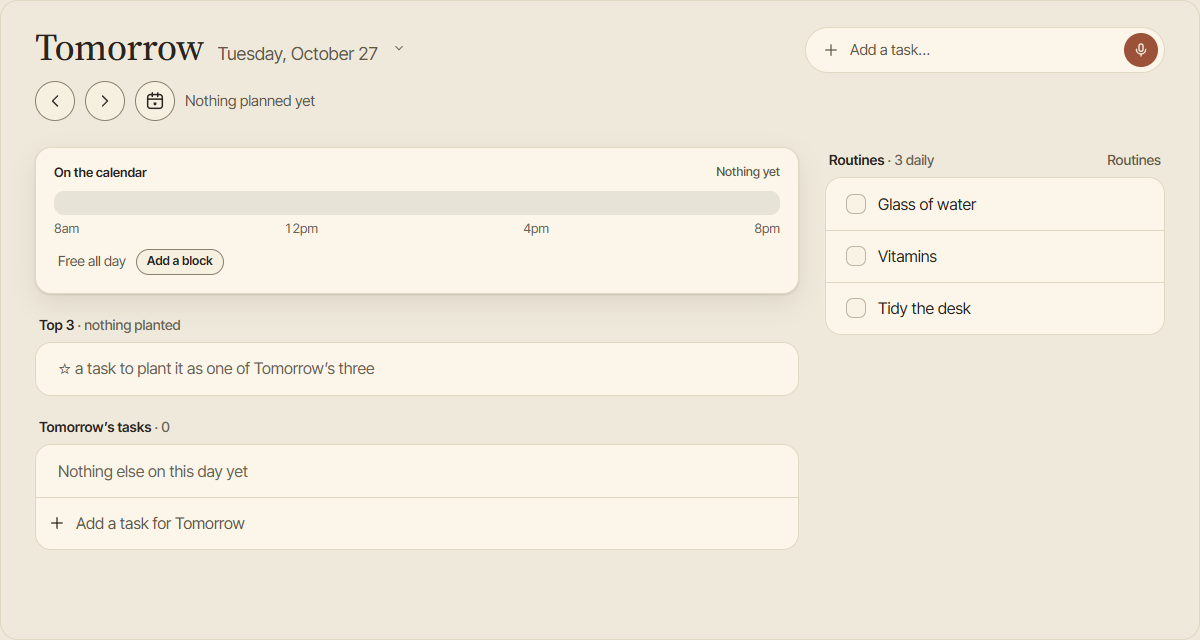 Tomorrow Tuesday, October 27
Add a task...
Nothing planned yet
On the calendar
Nothing yet
8am 12pm 4pm 8pm
Free all day Add a block
Top 3 · nothing planted
☆ a task to plant it as one of Tomorrow’s three
Tomorrow’s tasks · 0
Nothing else on this day yet
+ Add a task for Tomorrow
Routines · 3 daily Routines
Glass of water
Vitamins
Tidy the desk